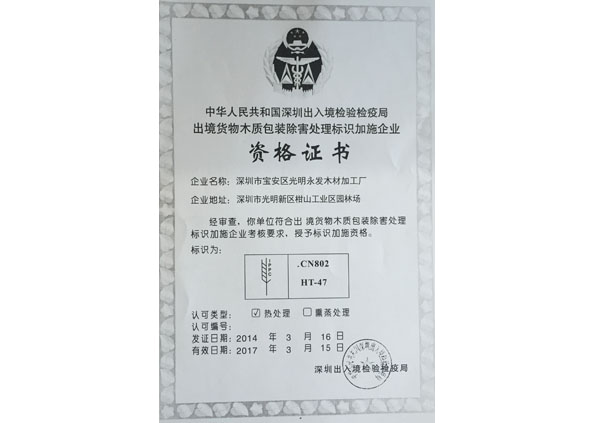 中华人民共和国深圳出入境检验检疫局
出境货物木质包装除害处理标识加施企业
资格证书
企业名称：深圳市宝安区光明永发木材加工厂
企业地址：深圳市光明新区柑山工业区园林场
经审查，你单位符合出 境货物木质包装除害处理
标识加施企业考核要求，授予标识加施资格。
标识为：
IPPC
.CN802
HT-47
认可类型： ☑ 热处理 ☐ 熏蒸处理
认可编号：
发证日期：2014 年 3 月 16 日
有效日期：2017 年 3 月 15 日
深圳出入境检验检疫局